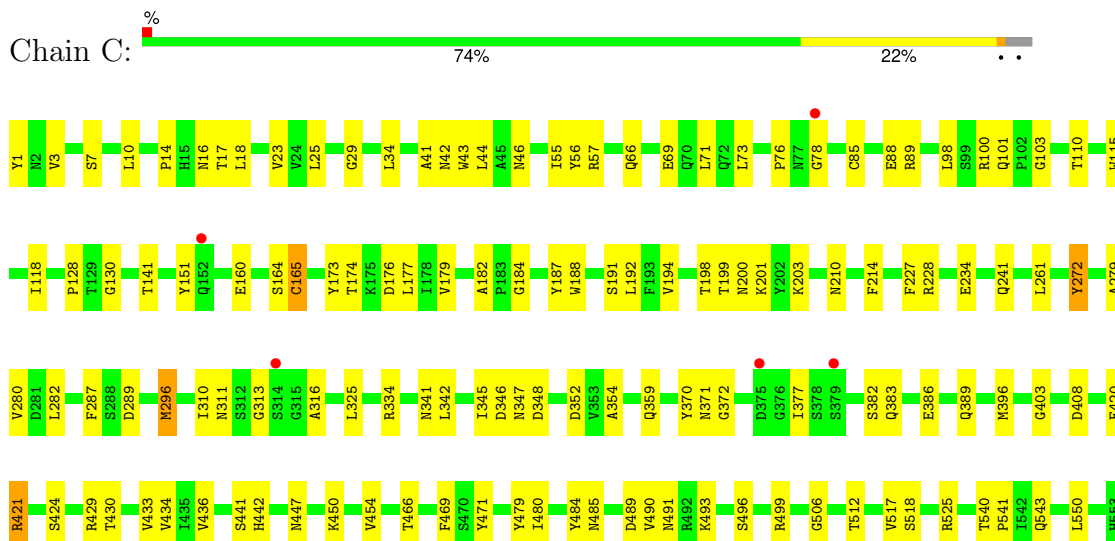 %
Chain C:
74% 22% • •
Y1 N2 V3 S7 L10 P14 H15 N16 T17 L18 V23 V24 L25 G29 L34 A41 N42 W43 L44 A45 N46 I55 Y56 R57 Q66 E69 Q70 L71 Q72 L73 P76 N77 G78 C85 E88 R89 L98 S99 R100 Q101 P102 G103 T110
I118 P128 T129 G130 T141 Y151 Q152 E160 S164 C165 Y173 T174 K175 D176 L177 I178 V179 A182 P183 G184 Y187 W188 S191 L192 F193 V194 T198 T199 N200 K201 Y202 K203 N210 F214 F227 R228 E234 Q241 L261 Y272
V280 D281 L282 F287 S288 D289 M296 I310 N311 S312 G313 S314 G315 A316 L325 R334 N341 L342 I345 D346 N347 D348 D352 V353 A354 Q359 Y370 N371 G372 D375 G376 I377 S378 S379 S382 Q383 E386 Q389 M396 G403 D408
R421 S424 R429 T430 V433 V434 I435 V436 S441 H442 N447 K450 V454 T466 F469 S470 Y471 Y479 I480 Y484 N485 D489 V490 N491 R492 K493 S496 R499 G506 T512 V517 S518 R525 T540 P541 I542 Q543 L550